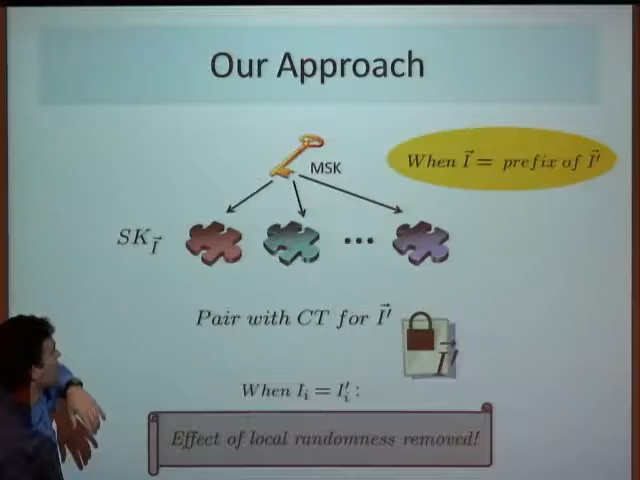 Our Approach
MSK
When I⃗ = prefix of I⃗'
SK_I⃗
...
Pair with CT for I⃗'
I⃗'
When I_i = I'_i :
Effect of local randomness removed!